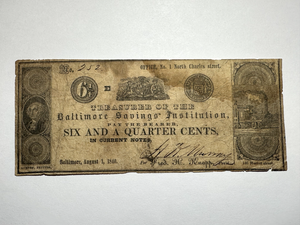 No. 252
OFFICE, No. 1 North Charles street.
6¼
E
TREASURER OF THE
Baltimore Savings' Institution.
PAY THE BEARER,
SIX AND A QUARTER CENTS,
IN CURRENT NOTES.
Baltimore, August 1, 1840.